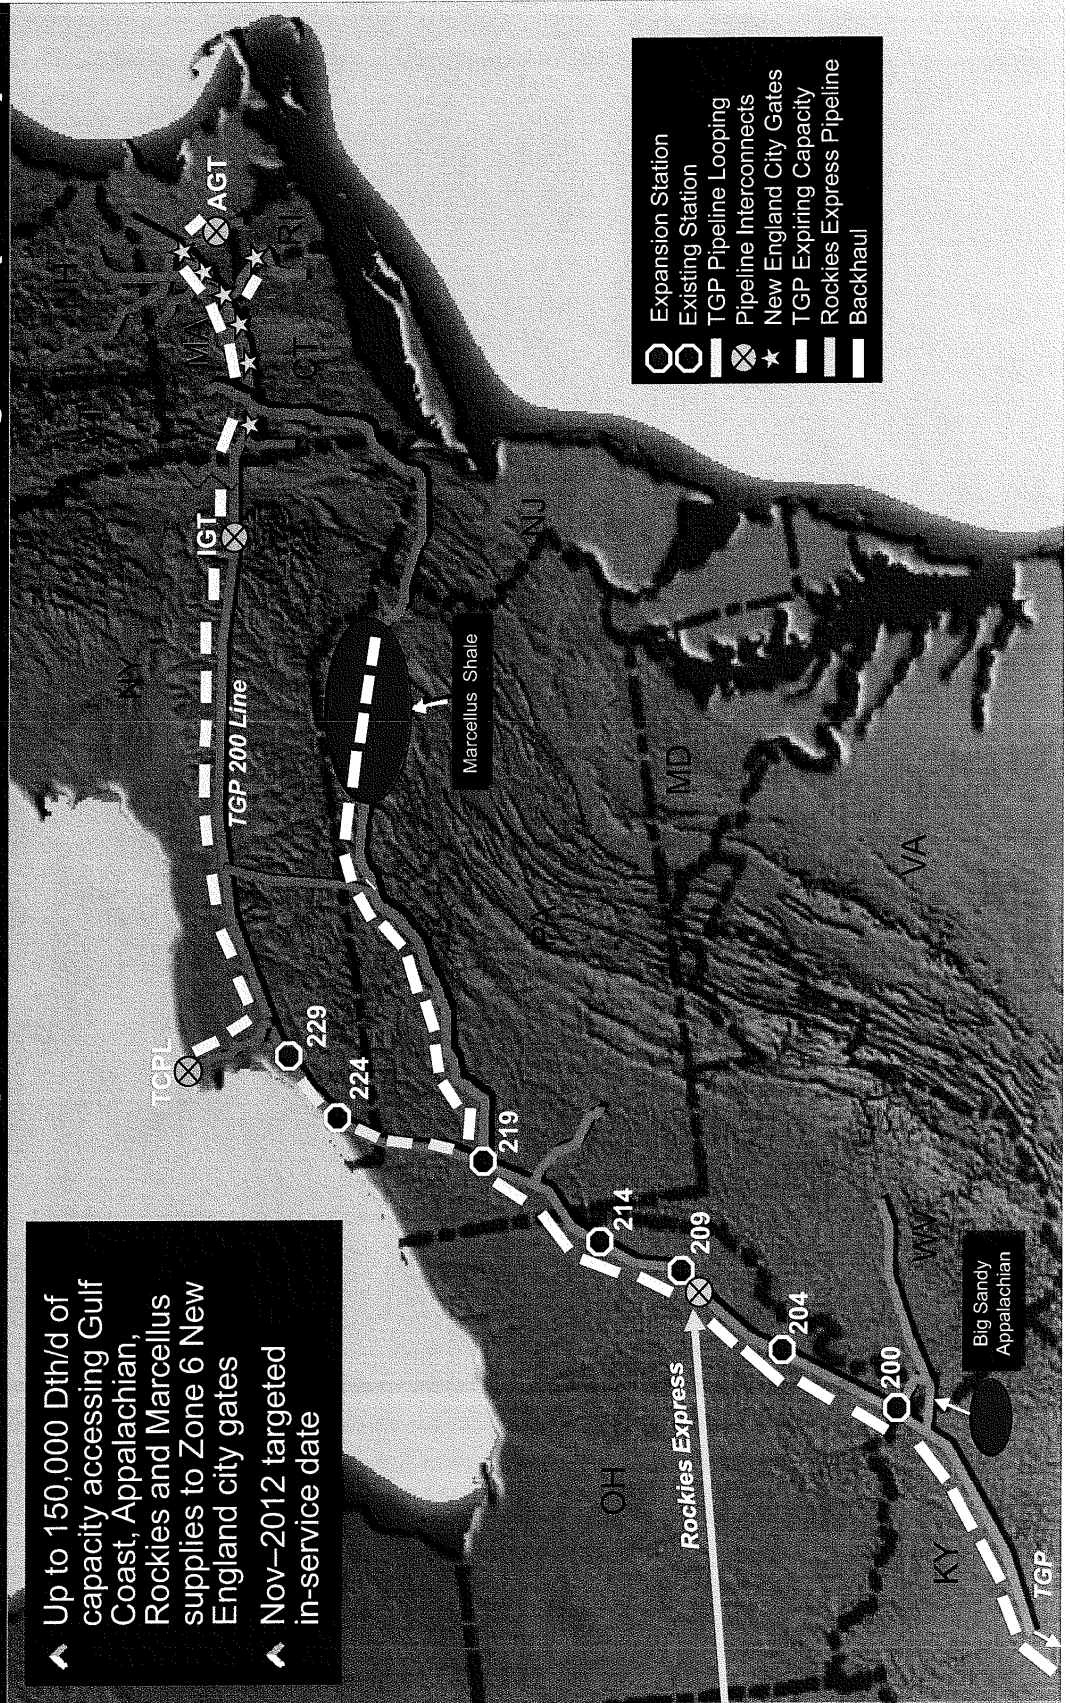 Up to 150,000 Dth/d of
capacity accessing Gulf
Coast, Appalachian,
Rockies and Marcellus
supplies to Zone 6 New
England city gates
Nov–2012 targeted
in-service date
TCPL
229
224
219
214
209
204
200
TGP 200 Line
IGT
AGT
NH
VT
MA
CT
RI
NY
NJ
PA
MD
VA
WV
OH
KY
Marcellus Shale
Rockies Express
Big Sandy
Appalachian
TGP
Expansion Station
Existing Station
TGP Pipeline Looping
Pipeline Interconnects
New England City Gates
TGP Expiring Capacity
Rockies Express Pipeline
Backhaul